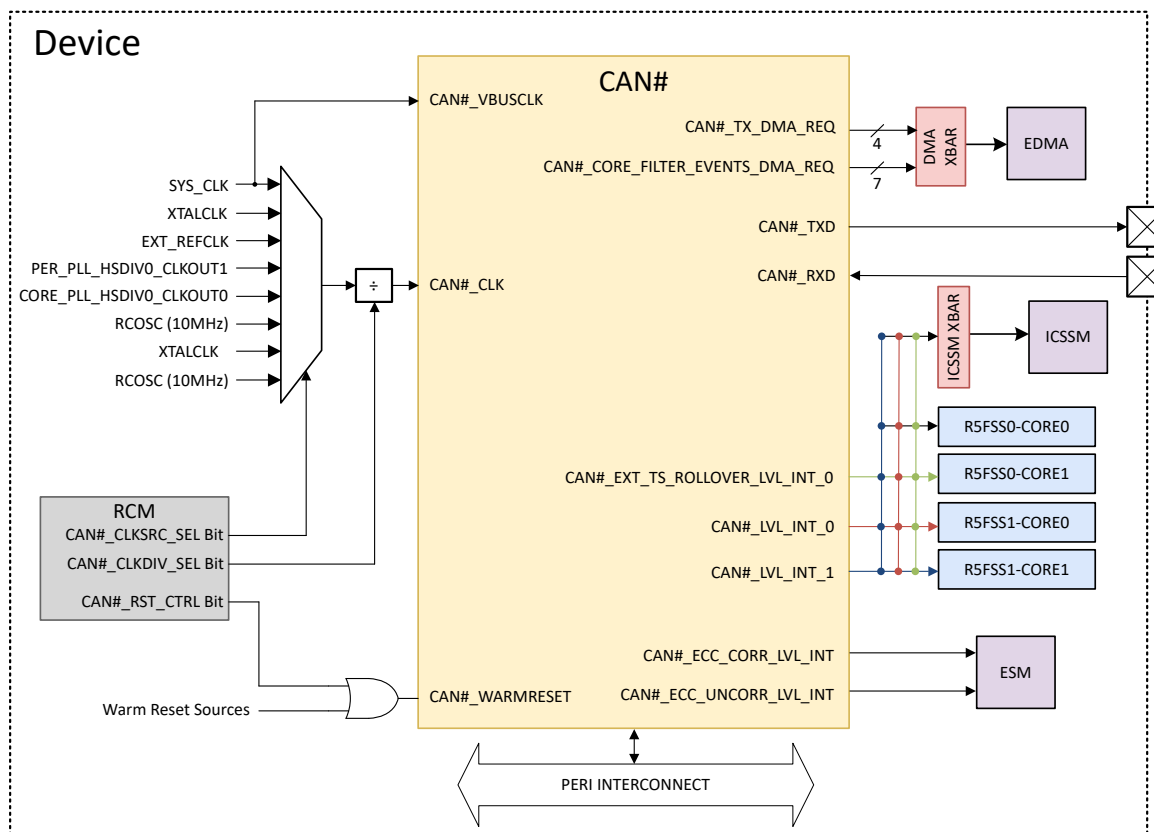 Device
CAN#
CAN#_VBUSCLK
CAN#_TX_DMA_REQ
4
CAN#_CORE_FILTER_EVENTS_DMA_REQ
7
DMA
XBAR
EDMA
SYS_CLK
XTALCLK
EXT_REFCLK
PER_PLL_HSDIV0_CLKOUT1
CORE_PLL_HSDIV0_CLKOUT0
RCOSC (10MHz)
XTALCLK
RCOSC (10MHz)
÷
CAN#_CLK
CAN#_TXD
CAN#_RXD
ICSSM XBAR
ICSSM
R5FSS0-CORE0
R5FSS0-CORE1
R5FSS1-CORE0
R5FSS1-CORE1
CAN#_EXT_TS_ROLLOVER_LVL_INT_0
CAN#_LVL_INT_0
CAN#_LVL_INT_1
RCM
CAN#_CLKSRC_SEL Bit
CAN#_CLKDIV_SEL Bit
CAN#_RST_CTRL Bit
Warm Reset Sources
CAN#_WARMRESET
CAN#_ECC_CORR_LVL_INT
CAN#_ECC_UNCORR_LVL_INT
ESM
PERI INTERCONNECT